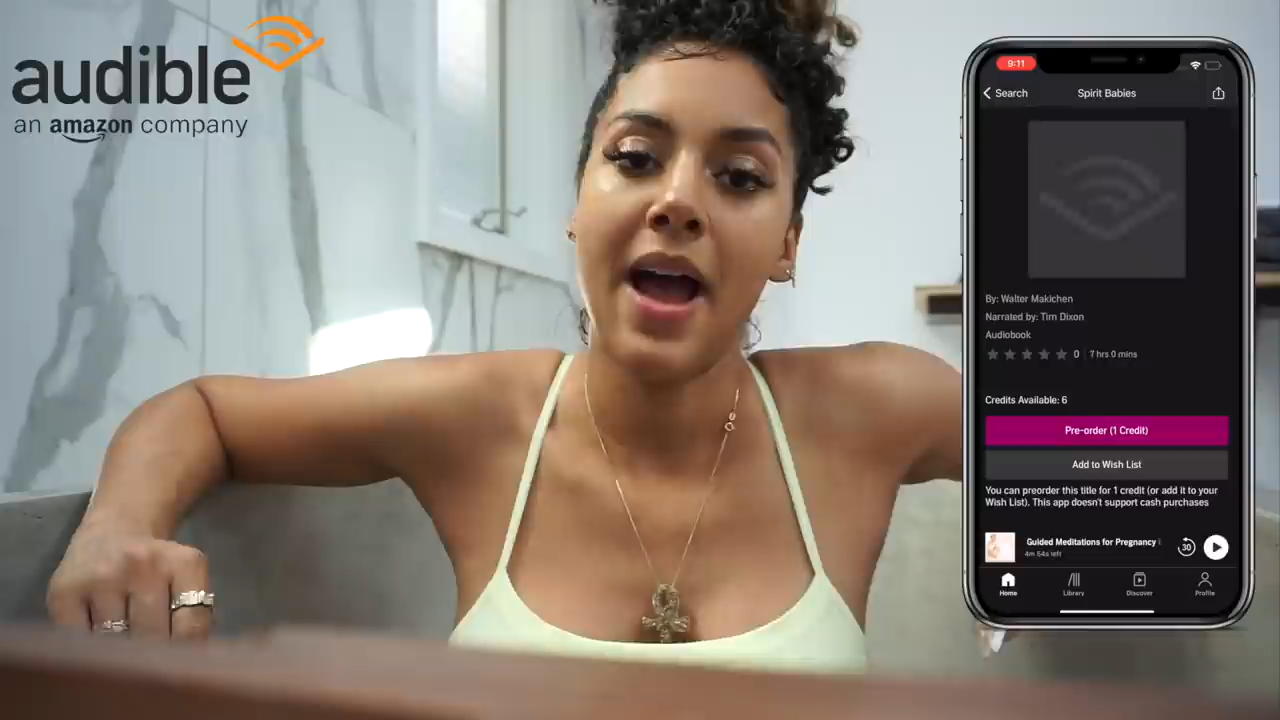 audible
an amazon company
9:11
Search
Spirit Babies
By: Walter Makichen
Narrated by: Tim Dixon
Audiobook
0 7 hrs 0 mins
Credits Available: 6
Pre-order (1 Credit)
Add to Wish List
You can preorder this title for 1 credit (or add it to your
Wish List). This app doesn't support cash purchases
Guided Meditations for Pregnancy
4m 54s left
30
Home
Library
Discover
Profile